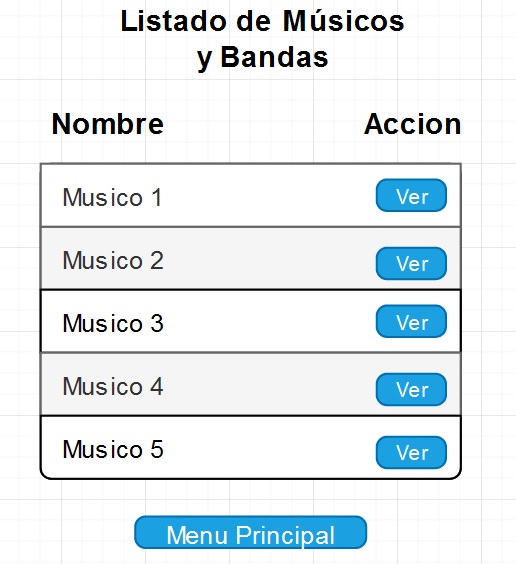 Listado de Músicos
y Bandas
Nombre Accion
Musico 1 Ver
Musico 2 Ver
Musico 3 Ver
Musico 4 Ver
Musico 5 Ver
Menu Principal